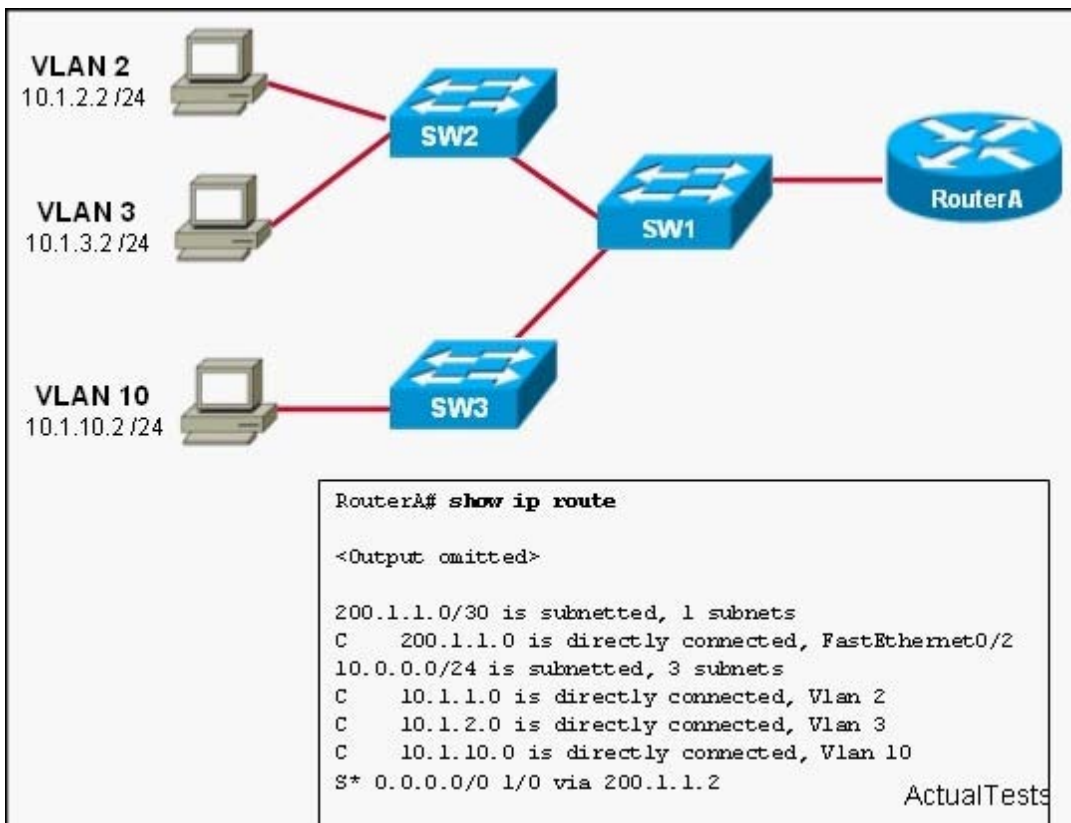 VLAN 2
10.1.2.2 /24
SW2
VLAN 3
10.1.3.2 /24
SW1
RouterA
VLAN 10
10.1.10.2 /24
SW3
RouterA# show ip route
<Output omitted>
200.1.1.0/30 is subnetted, 1 subnets
C 200.1.1.0 is directly connected, FastEthernet0/2
10.0.0.0/24 is subnetted, 3 subnets
C 10.1.1.0 is directly connected, Vlan 2
C 10.1.2.0 is directly connected, Vlan 3
C 10.1.10.0 is directly connected, Vlan 10
S* 0.0.0.0/0 1/0 via 200.1.1.2
ActualTests